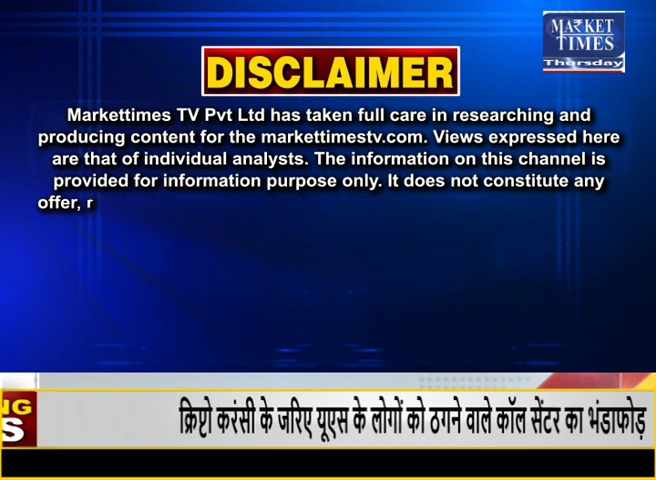 MARKET
TIMES
Thursday
DISCLAIMER
Markettimes TV Pvt Ltd has taken full care in researching and
producing content for the markettimestv.com. Views expressed here
are that of individual analysts. The information on this channel is
provided for information purpose only. It does not constitute any
offer, r
NG
S
क्रिप्टो करंसी के जरिए यूएस के लोगों को ठगने वाले कॉल सेंटर का भंडाफोड़